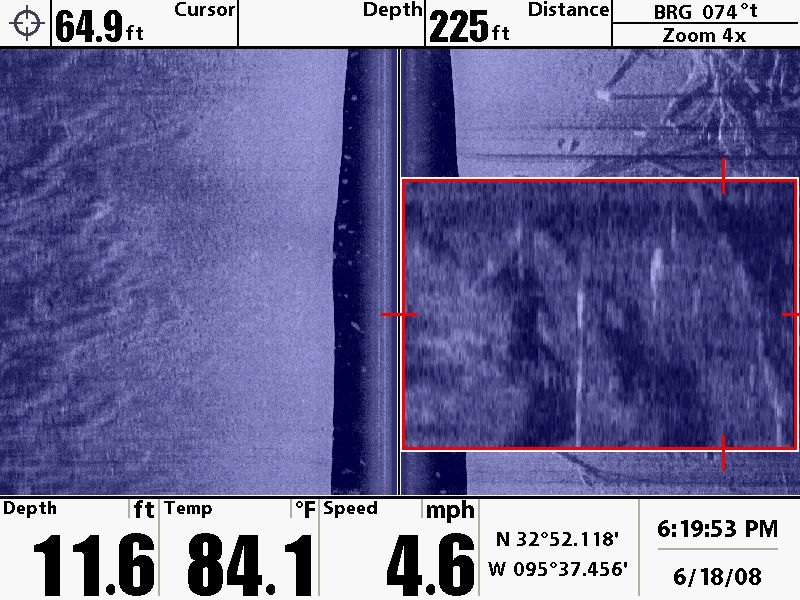 64.9ft Cursor
Depth
225ft Distance
BRG 074°t
Zoom 4x
Depth ft
11.6
Temp °F
84.1
Speed mph
4.6
N 32°52.118'
W 095°37.456'
6:19:53 PM
6/18/08